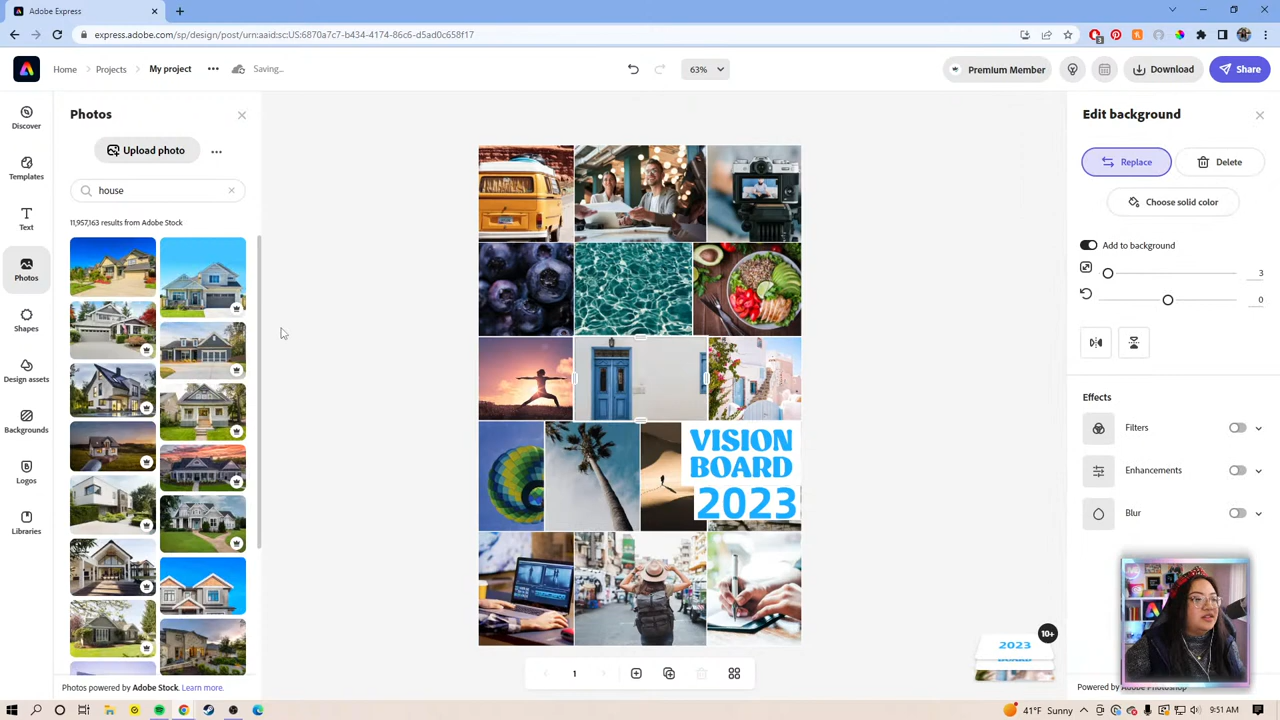 Adobe Express
express.adobe.com/sp/design/post/urn:aaid:sc:US:6870a7c7-b434-4174-86c6-d5ad0c658f17
Home
Projects
My project
Saving...
63%
Premium Member
Download
Share
Discover
Templates
Text
Photos
Shapes
Design assets
Backgrounds
Logos
Libraries
Photos
Upload photo
house
11,957,163 results from Adobe Stock
Photos powered by Adobe Stock. Learn more.
VISION
BOARD
2023
1
10+
2023
BOARD
Edit background
Replace
Delete
Choose solid color
Add to background
3
0
Effects
Filters
Enhancements
Blur
Powered by Adobe Photoshop
41°F Sunny
9:51 AM